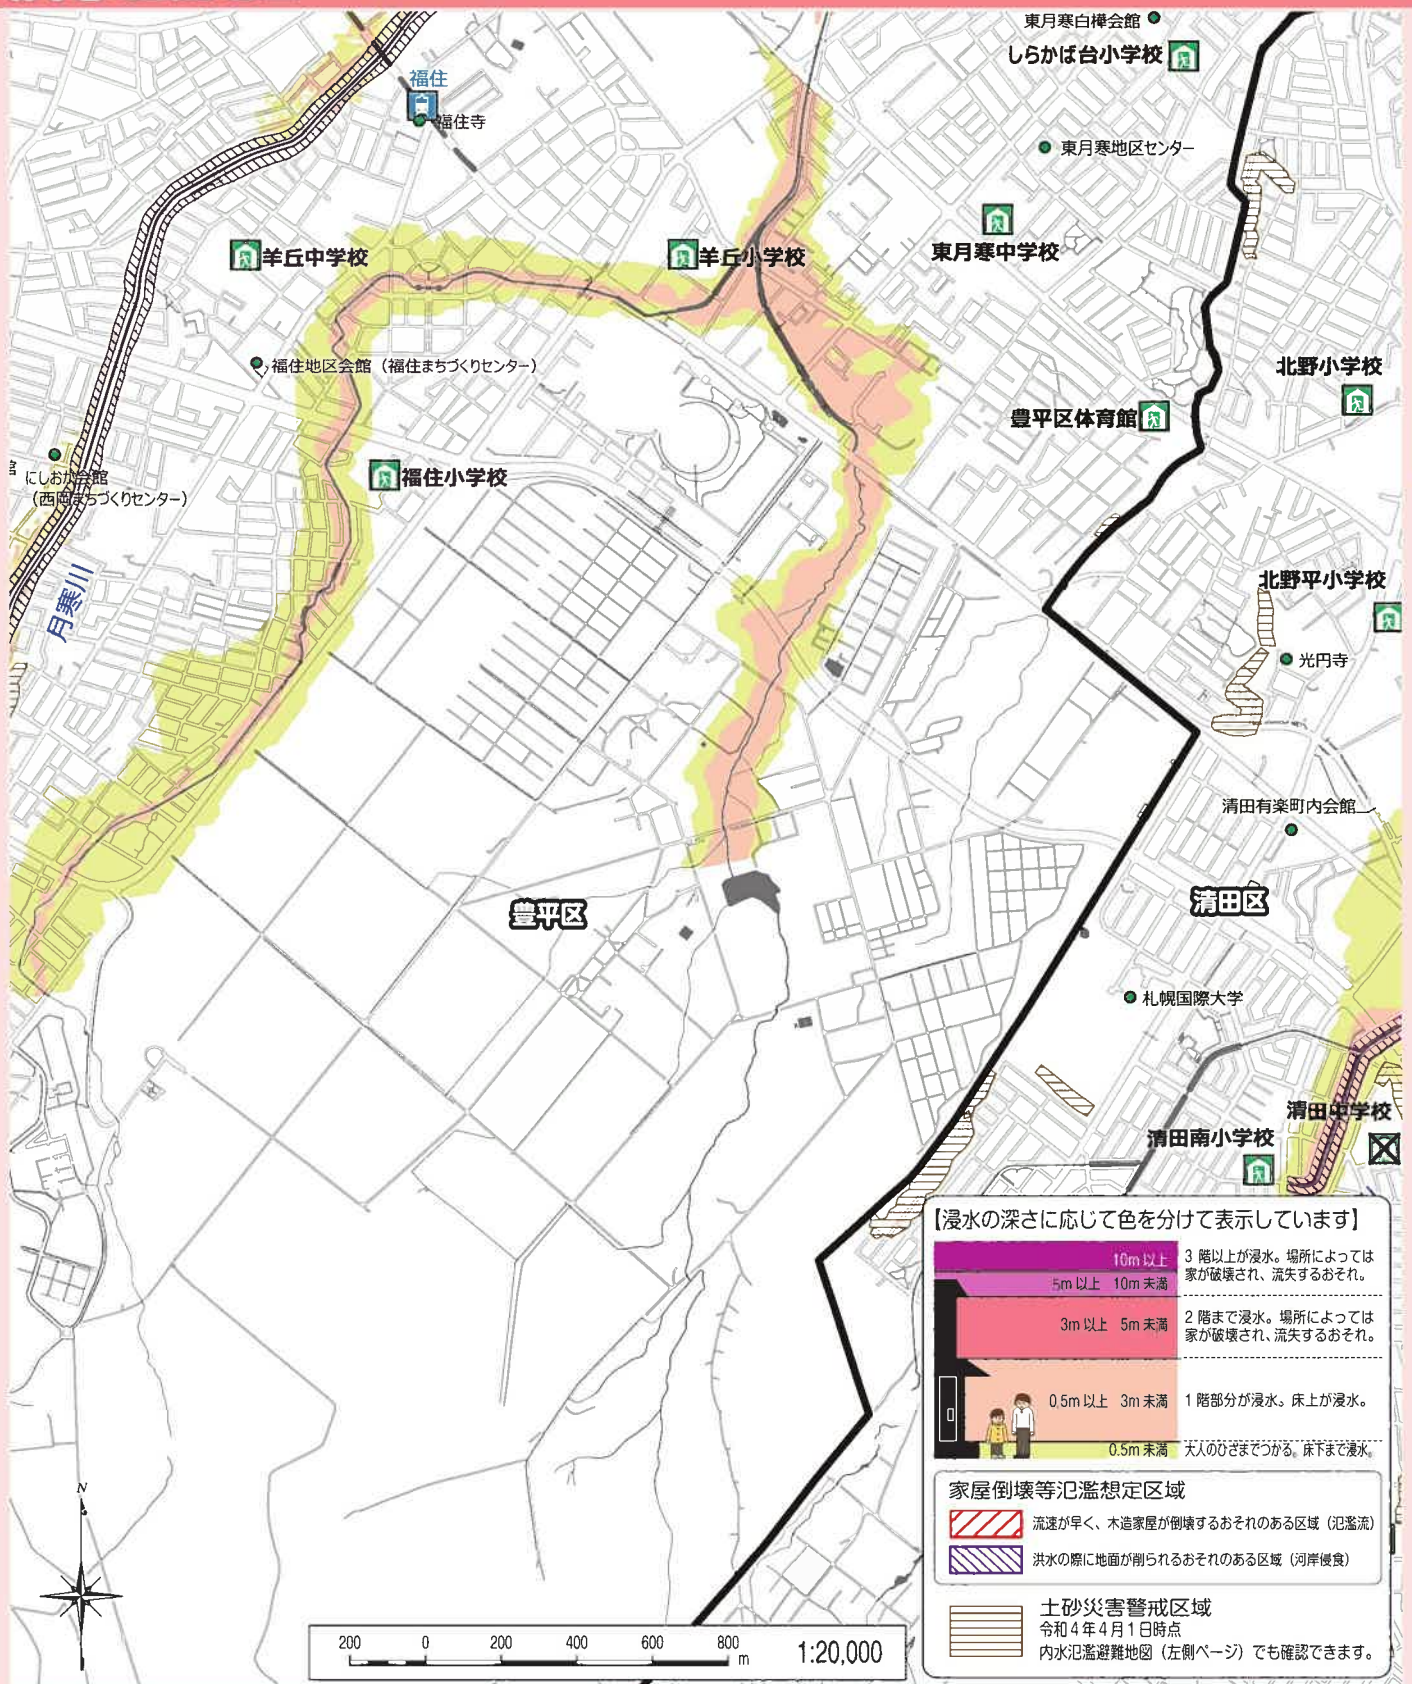 東月寒白樺会館
しらかば台小学校
福住
福住寺
東月寒地区センター
羊丘中学校
羊丘小学校
東月寒中学校
福住地区会館（福住まちづくりセンター）
北野小学校
豊平区体育館
にしおか会館
（西岡まちづくりセンター）
福住小学校
月寒川
北野平小学校
光円寺
清田有楽町内会館
豊平区
清田区
札幌国際大学
清田中学校
清田南小学校
【浸水の深さに応じて色を分けて表示しています】
10m 以上
5m 以上 10m 未満
3 階以上が浸水。場所によっては
家が破壊され、流失するおそれ。
3m 以上 5m 未満
2 階まで浸水。場所によっては
家が破壊され、流失するおそれ。
0.5m 以上 3m 未満
1 階部分が浸水。床上が浸水。
0.5m 未満
大人のひざまでつかる。床下まで浸水。
家屋倒壊等氾濫想定区域
流速が早く、木造家屋が倒壊するおそれのある区域（氾濫流）
洪水の際に地面が削られるおそれのある区域（河岸侵食）
土砂災害警戒区域
令和４年４月１日時点
内水氾濫避難地図（左側ページ）でも確認できます。
N
200 0 200 400 600 800 m
1:20,000